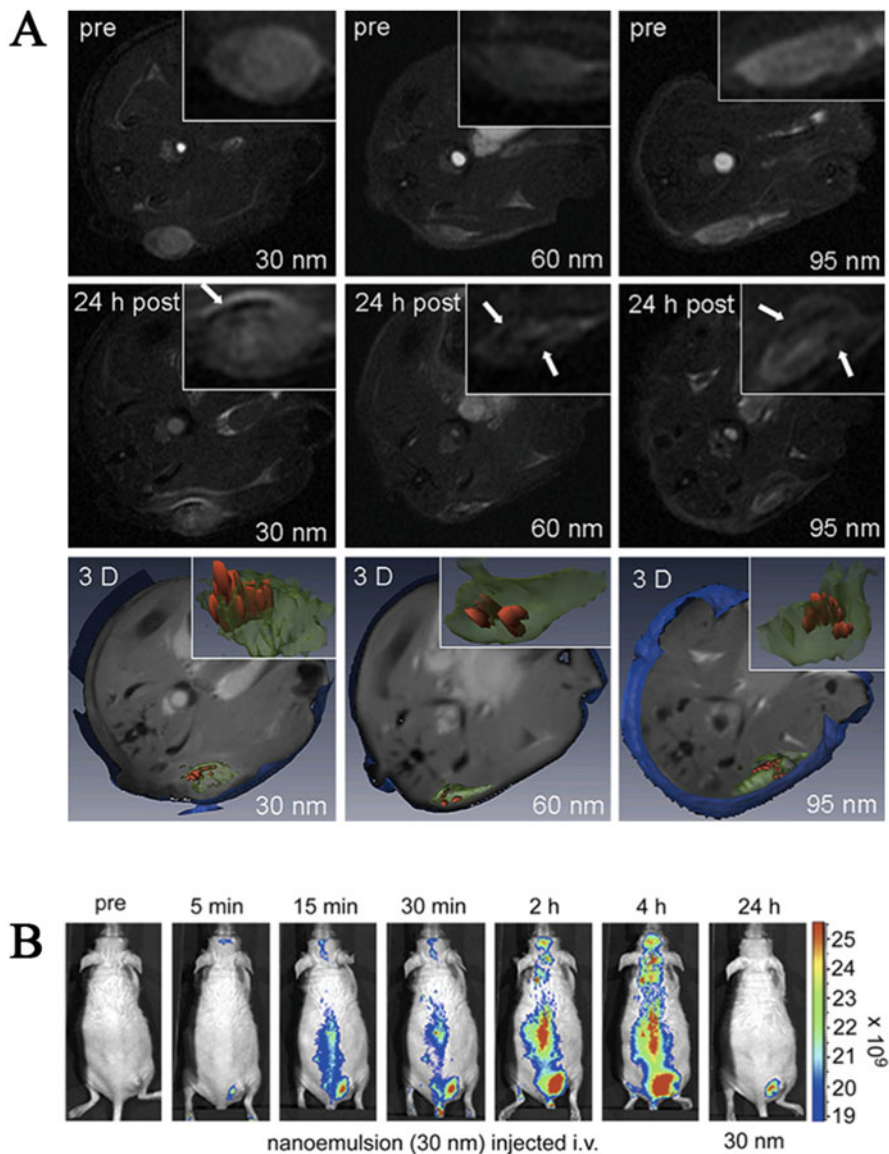 A
pre
30 nm
pre
60 nm
pre
95 nm
24 h post
30 nm
24 h post
60 nm
24 h post
95 nm
3 D
30 nm
3 D
60 nm
3 D
95 nm
B
pre
5 min
15 min
30 min
2 h
4 h
24 h
25
24
23
22
21
20
19
x 10⁹
nanoemulsion (30 nm) injected i.v.
30 nm